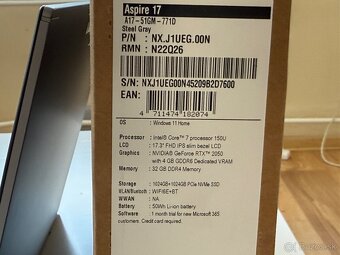 Aspire 17
A17-51GM-771D
Steel Gray
P/N : NX.J1UEG.00N
RMN : N22Q26
S/N: NXJ1UEG00N45209B2D7600
EAN:
4 711474 182074
OS : Windows 11 Home
Processor : Intel® Core™ 7 processor 150U
LCD : 17.3" FHD IPS slim bezel LCD
Graphics : NVIDIA® GeForce RTX™ 2050
with 4 GB GDDR6 Dedicated VRAM
Memory : 32 GB DDR4 Memory
Storage : 1024GB+1024GB PCIe NVMe SSD
WLAN/Bluetooth : WIFI6E+BT
WWAN : NA
Battery : 50Wh Li-ion battery
Software : 1 month trial for new Microsoft 365
customers. Credit card required.